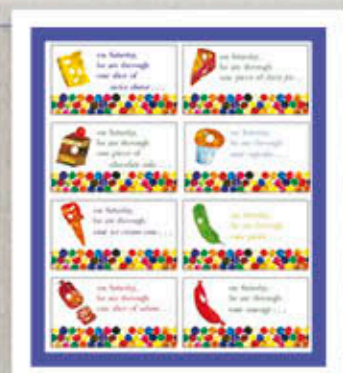 on Saturday,
he ate through
one slice of
swiss cheese . . .
on Saturday,
he ate through
one piece of cherry pie . . .
on Saturday,
he ate through
one piece of
chocolate cake . . .
on Saturday,
he ate through
one cupcake . . .
on Saturday,
he ate through
one ice cream cone . . .
on Saturday,
he ate through
one pickle . . .
on Saturday,
he ate through
one slice of salami . . .
on Saturday,
he ate through
one sausage . . .